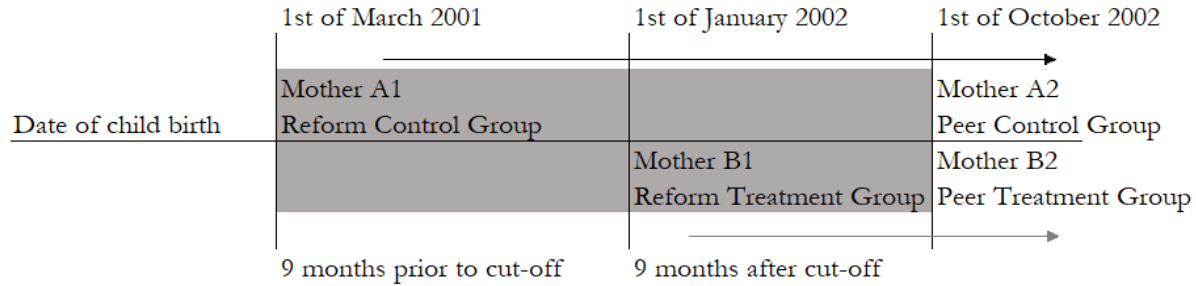 1st of March 2001 1st of January 2002 1st of October 2002
Mother A1 Mother A2
Date of child birth Reform Control Group Peer Control Group
Mother B1 Mother B2
Reform Treatment Group Peer Treatment Group
9 months prior to cut-off 9 months after cut-off